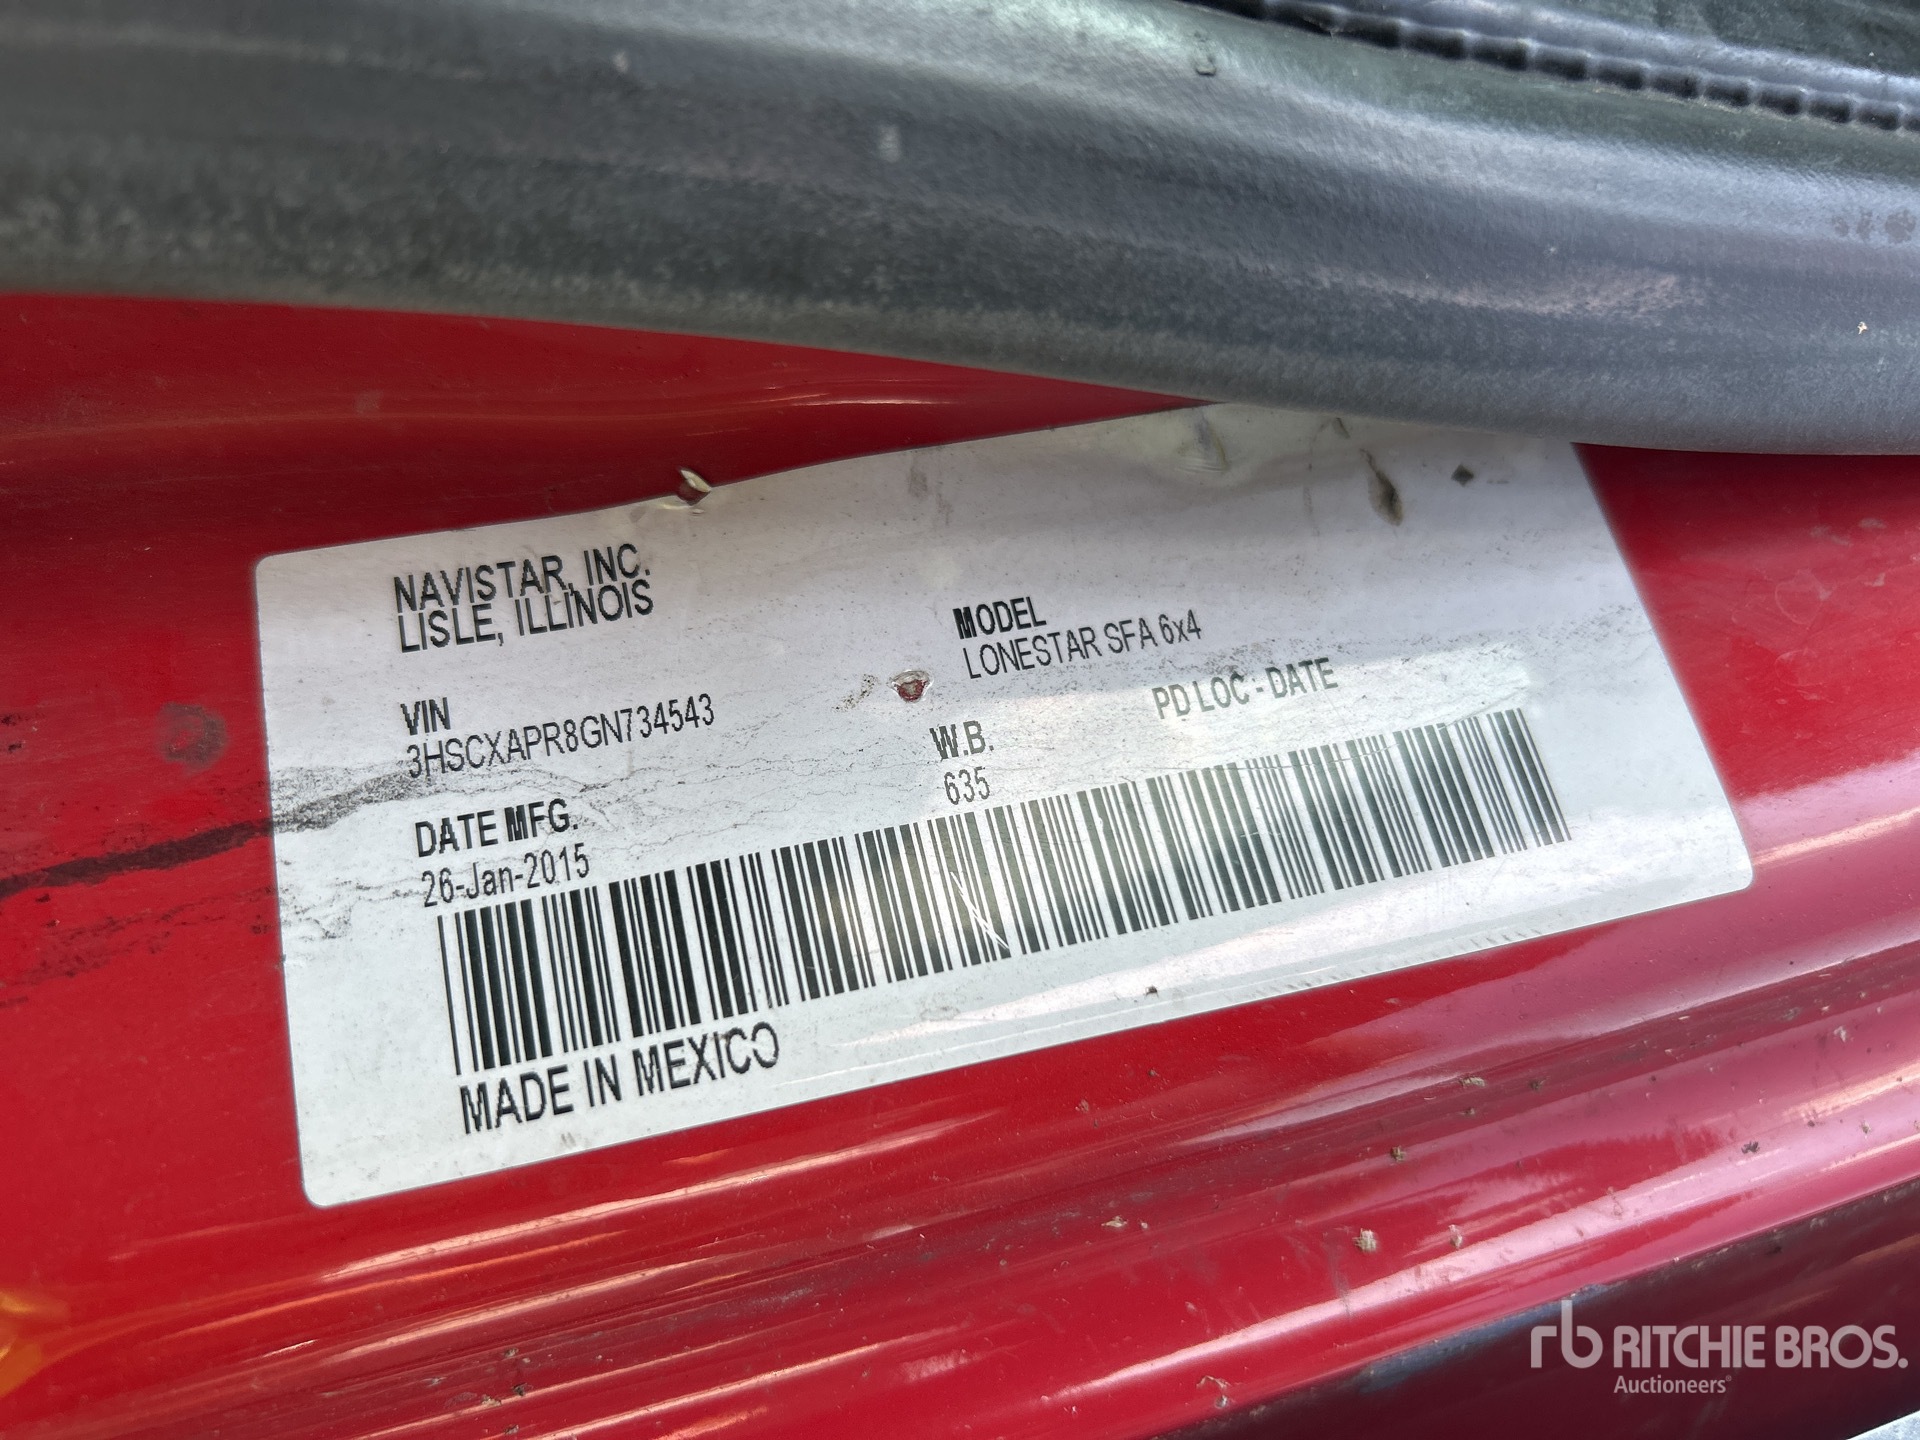 NAVISTAR, INC.
LISLE, ILLINOIS
MODEL
LONESTAR SFA 6x4
VIN
3HSCXAPR8GN734543
W.B.
635
PD LOC - DATE
DATE MFG.
26-Jan-2015
MADE IN MEXICO
rb RITCHIE BROS.
Auctioneers